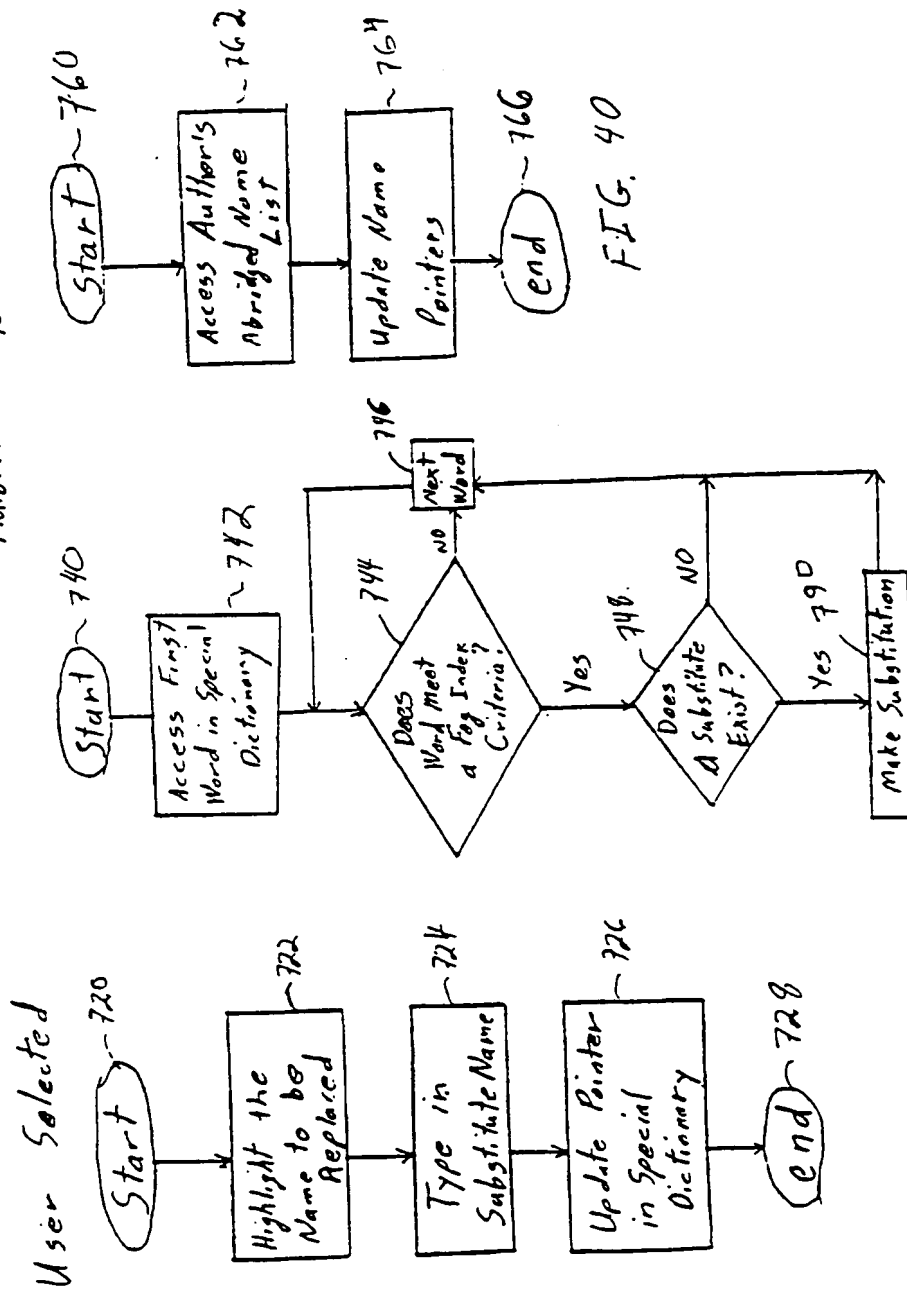 User Selected
Start
720
Highlight the
Name to be
Replaced
722
Type in
Substitute Name
724
Update Pointer
in Special
Dictionary
726
end
728
Start
740
Access First
Word in Special
Dictionary
742
Does
Word Meet
a Fog Index
Criteria?
744
NO
Next
Word
746
Yes
Does
A Substitute
Exist?
748
NO
Yes
790
Make Substitution
Start
760
Access Author's
Abridged Name
List
762
Update Name
Pointers
764
end
766
FIG. 40